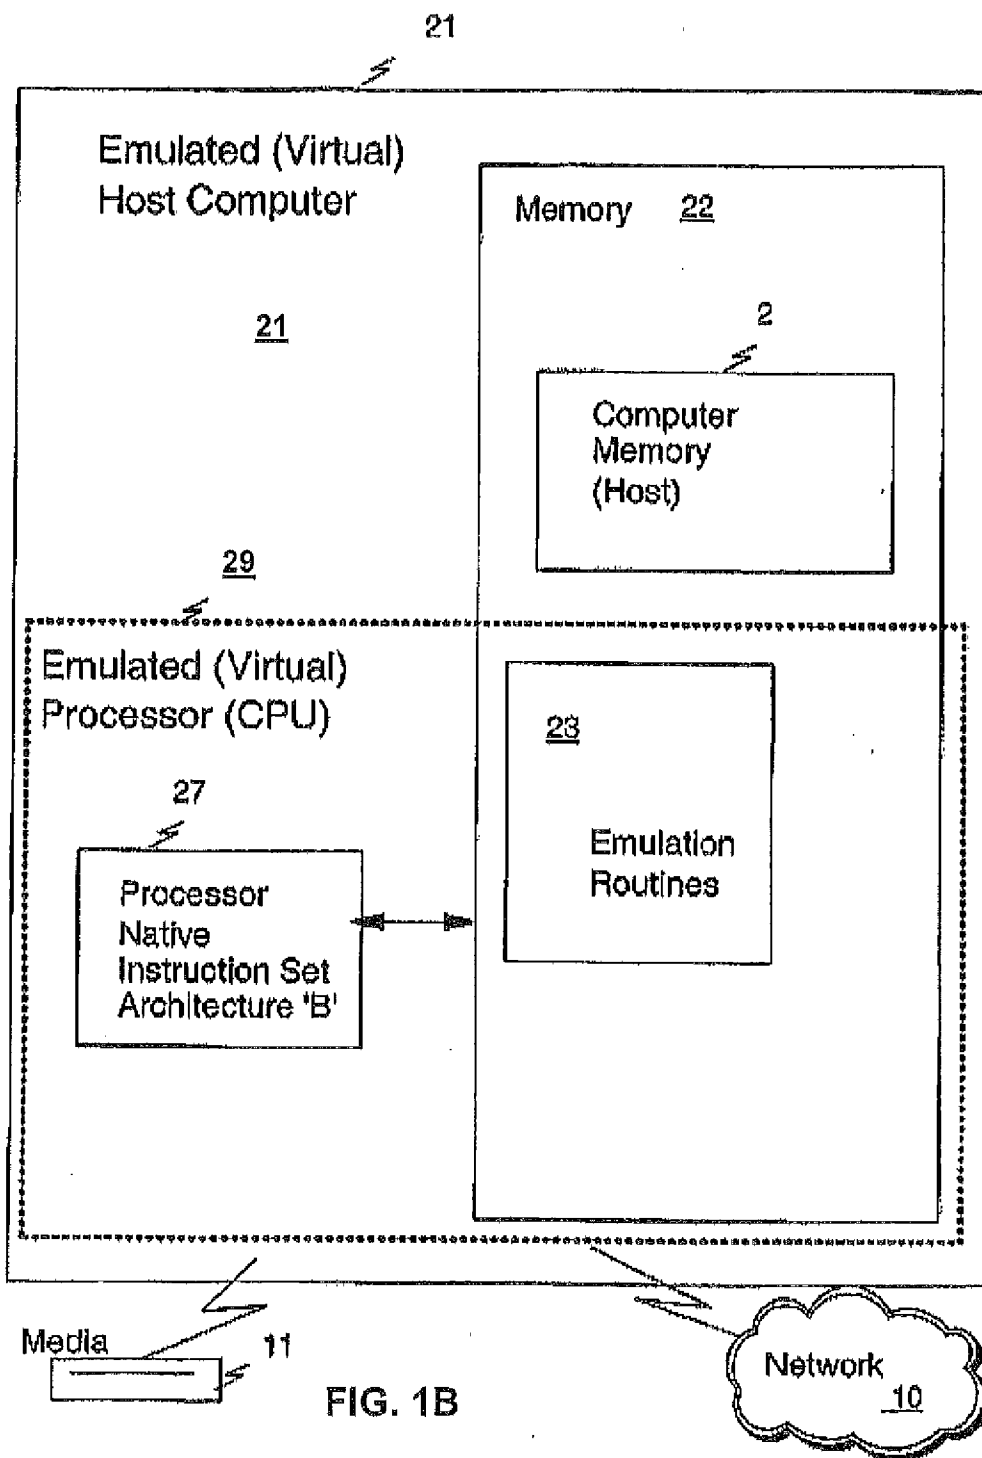 21
Emulated (Virtual)
Host Computer
21
Memory 22
2
Computer
Memory
(Host)
29
Emulated (Virtual)
Processor (CPU)
27
Processor
Native
Instruction Set
Architecture 'B'
23
Emulation
Routines
Media
11
FIG. 1B
Network
10